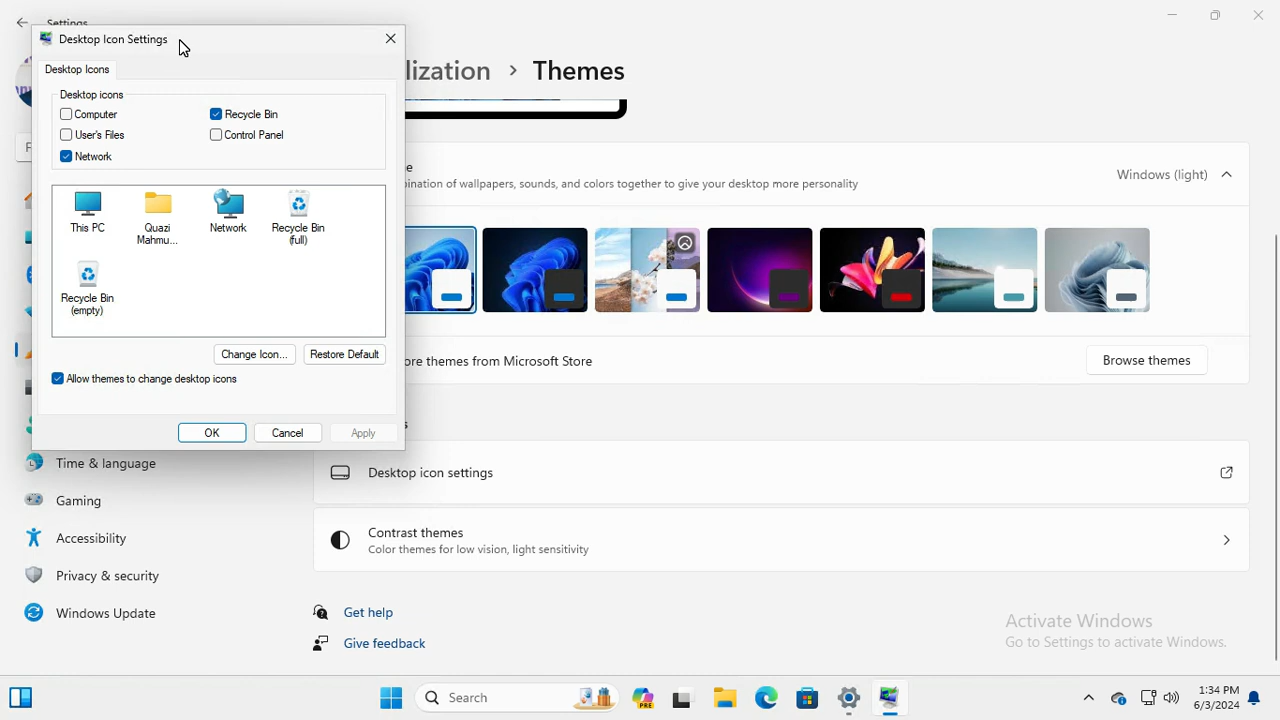 Settings
Desktop Icon Settings
Desktop Icons
lization > Themes
Desktop icons
Computer
Recycle Bin
User's Files
Control Panel
Network
e
bination of wallpapers, sounds, and colors together to give your desktop more personality
Windows (light)
This PC
Quazi
Mahmu...
Network
Recycle Bin
(full)
Recycle Bin
(empty)
Change Icon...
Restore Default
ore themes from Microsoft Store
Browse themes
Allow themes to change desktop icons
OK
Cancel
Apply
s
Time & language
Desktop icon settings
Gaming
Contrast themes
Color themes for low vision, light sensitivity
Accessibility
Privacy & security
Windows Update
Get help
Give feedback
Activate Windows
Go to Settings to activate Windows.
Search
PRE
1:34 PM
6/3/2024